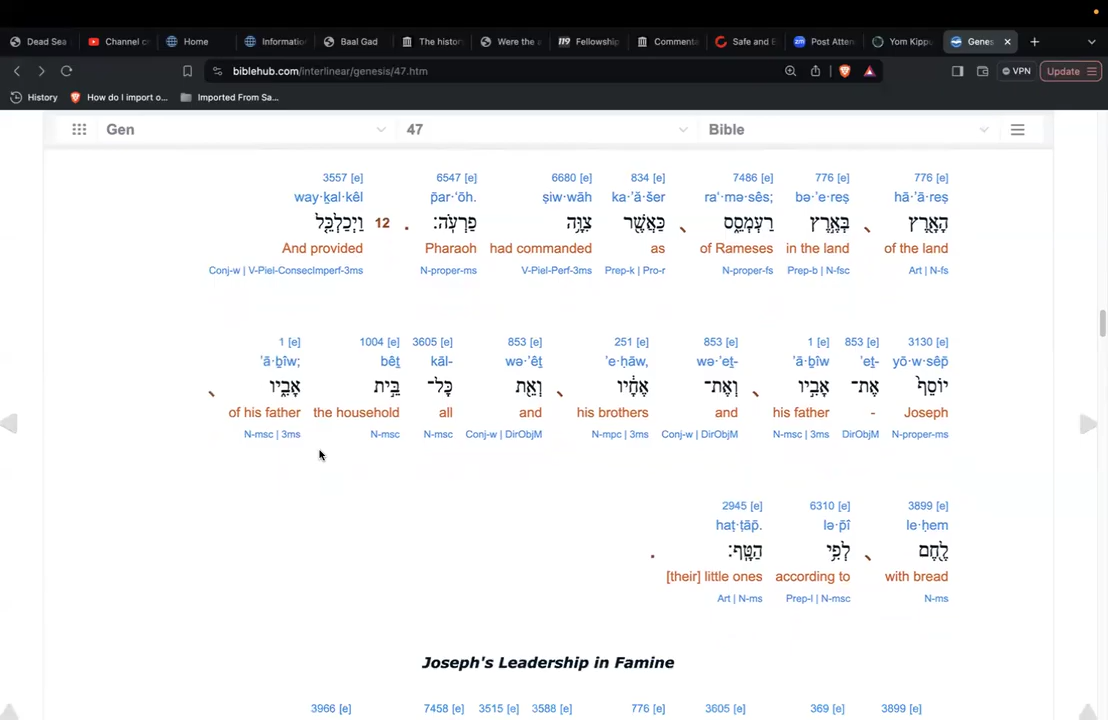 Dead Sea
Channel c
Home
Informatio
Baal Gad
The histor
Were the a
119 Fellowship
Commenta
Safe and E
zm Post Atten
Yom Kippu
Genes
biblehub.com/interlinear/genesis/47.htm
VPN
Update
History
How do I import o...
Imported From Sa...
Gen
47
Bible
776 [e] 776 [e] 7486 [e] 834 [e] 6680 [e] 6547 [e] 3557 [e]
hā·’ā·reṣ bə·’e·reṣ ra‘·mə·sês; ka·’ă·šer ṣiw·wāh p̄ar·‘ōh. way·ḵal·kêl
הָאָ֛רֶץ 、 בְּאֶ֥רֶץ רַעְמְסֵ֑ס 、 כַּאֲשֶׁ֖ר צִוָּ֥ה פַרְעֹֽה׃ . 12 וַיְכַלְכֵּ֤ל
of the land in the land of Rameses as had commanded Pharaoh And provided
Art | N-fs Prep-b | N-fsc N-proper-fs Prep-k | Pro-r V-Piel-Perf-3ms N-proper-ms Conj-w | V-Piel-ConsecImperf-3ms
3130 [e] 853 [e] 1 [e] 853 [e] 251 [e] 853 [e] 3605 [e] 1004 [e] 1 [e]
yō·w·sêp̄ ’eṯ- ’ā·ḇîw wə·’eṯ- ’e·ḥāw, wə·’êṯ kāl- bêṯ ’ā·ḇîw;
יוֹסֵף֙ אֶת־ אָבִ֣יו 、 וְאֶת־ אֶחָ֔יו 、 וְאֵ֖ת כָּל־ בֵּ֣ית אָבִ֑יו 、
Joseph - his father and his brothers and all the household of his father
N-proper-ms DirObjM N-msc | 3ms Conj-w | DirObjM N-mpc | 3ms Conj-w | DirObjM N-msc N-msc N-msc | 3ms
3899 [e] 6310 [e] 2945 [e]
le·ḥem lə·p̄î haṭ·ṭāp̄.
לֶ֖חֶם 、 לְפִ֥י הַטָּֽף׃ .
with bread according to [their] little ones
N-ms Prep-l | N-msc Art | N-ms
Joseph's Leadership in Famine
3899 [e] 369 [e] 3605 [e] 776 [e] 3588 [e] 3515 [e] 7458 [e] 3966 [e]